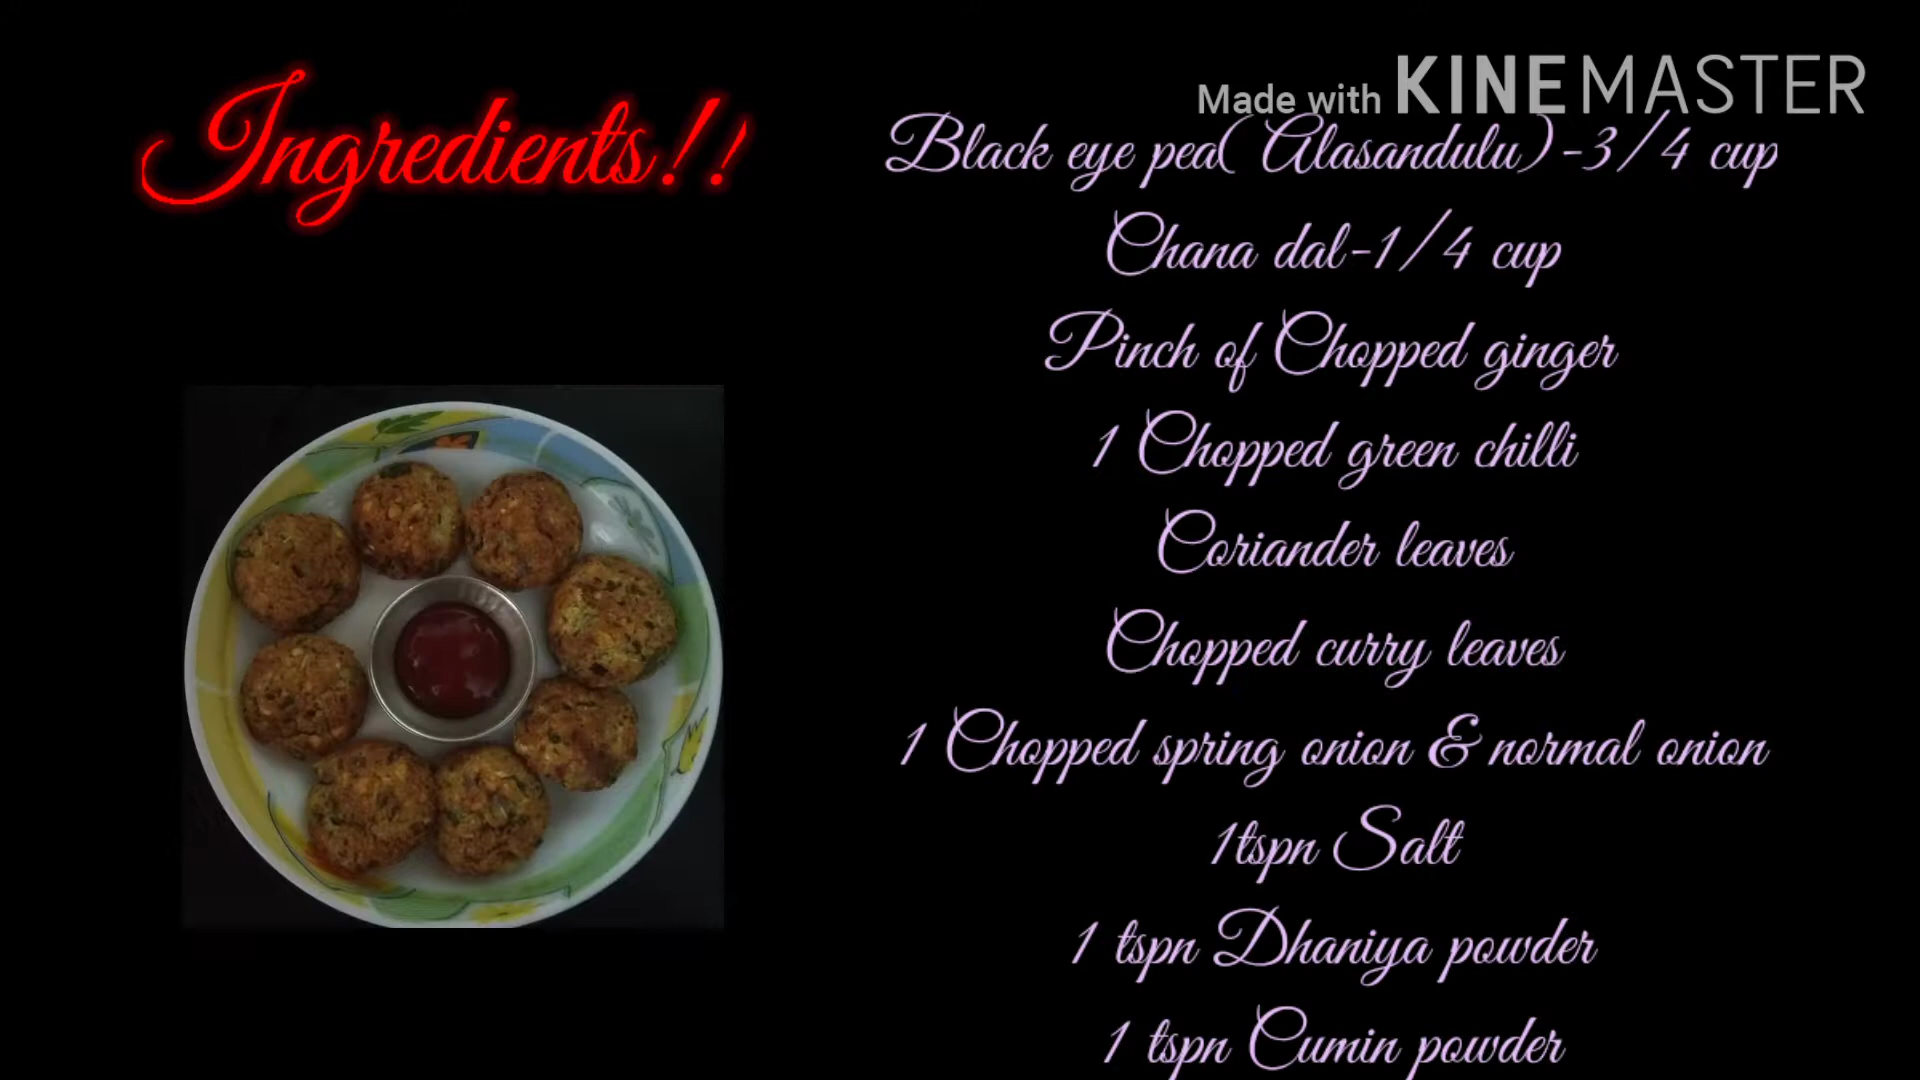 Ingredients!!
Made with KINEMASTER
Black eye pea(Alasandulu)-3/4 cup
Chana dal-1/4 cup
Pinch of Chopped ginger
1 Chopped green chilli
Coriander leaves
Chopped curry leaves
1 Chopped spring onion & normal onion
1tspn Salt
1 tspn Dhaniya powder
1 tspn Cumin powder